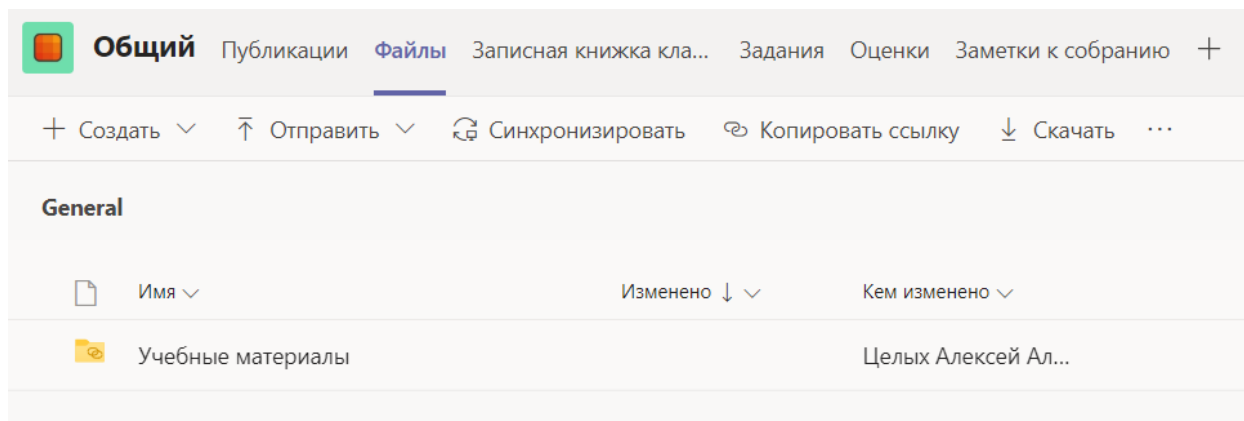 Общий Публикации Файлы Записная книжка кла... Задания Оценки Заметки к собранию
Создать Отправить Синхронизировать Копировать ссылку Скачать ...
General
Имя Изменено ↓ Кем изменено
Учебные материалы Целых Алексей Ал...